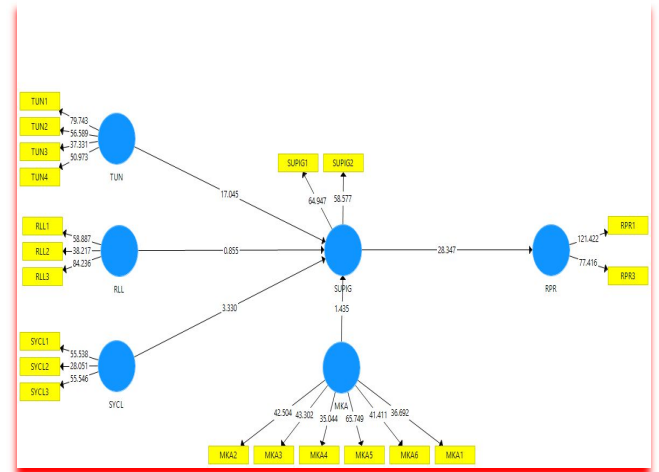 TUN1
TUN2
TUN3
TUN4
79.743
56.589
37.331
50.973
TUN
17.045
SUPIG1
SUPIG2
64.947
58.577
RLL1
RLL2
RLL3
58.887
38.217
84.236
RLL
0.855
SUPIG
28.347
RPR
121.422
77.416
RPR1
RPR3
3.330
1.435
SYCL1
SYCL2
SYCL3
55.538
28.051
55.546
SYCL
MKA
42.504
43.302
35.044
65.749
41.411
36.692
MKA2
MKA3
MKA4
MKA5
MKA6
MKA1